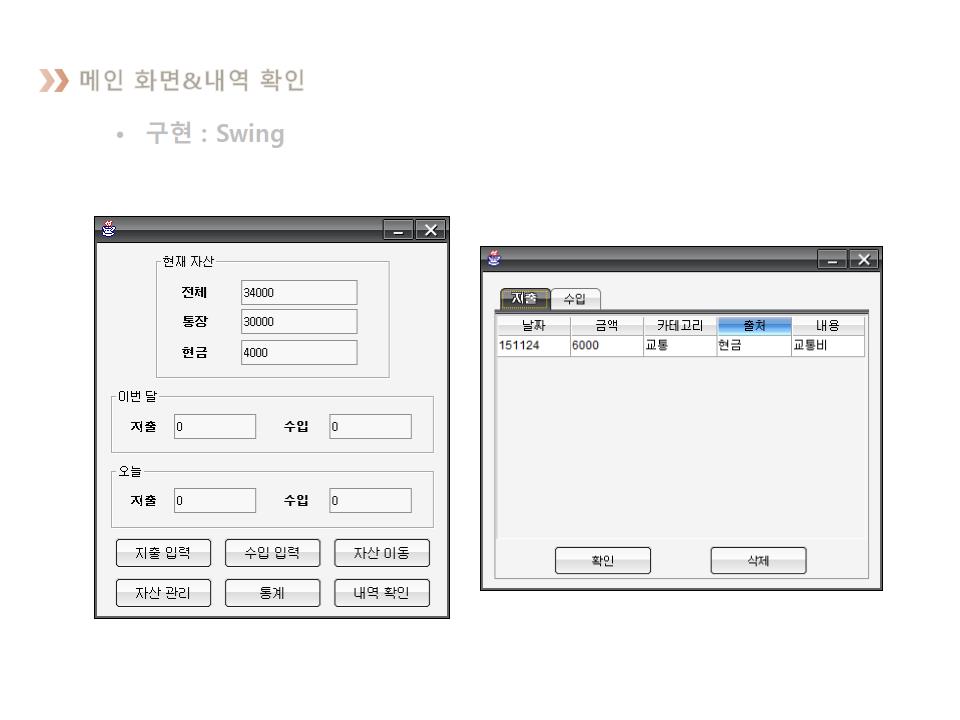 메인 화면&내역 확인
• 구현 : Swing
현재 자산
전체 34000
통장 30000
현금 4000
이번 달
지출 0 수입 0
오늘
지출 0 수입 0
지출 입력 수입 입력 자산 이동
자산 관리 통계 내역 확인
지출 수입
날짜 금액 카테고리 출처 내용
151124 6000 교통 현금 교통비
확인 삭제